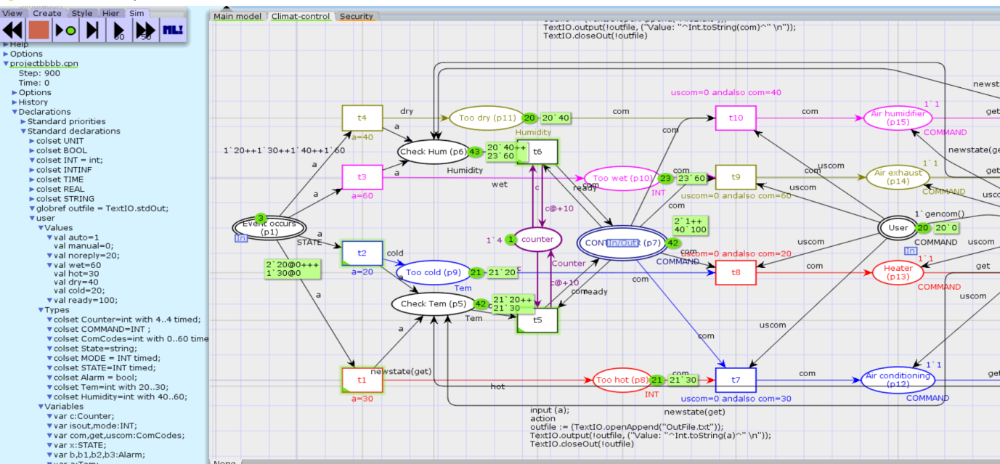 View Create Style Hier Sim
ML!
Help
Options
projectbbbb.cpn
Step: 900
Time: 0
Options
History
Declarations
Standard priorities
Standard declarations
colset UNIT
colset BOOL
colset INT = int;
colset INTINF
colset TIME
colset REAL
colset STRING
globref outfile = TextIO.stdOut;
user
Values
val auto=1
val manual=0;
val noreply=20;
val wet=60
val hot=30
val dry=40
val cold=20;
val ready=100;
Types
colset Counter=int with 4..4 timed;
colset COMMAND=INT ;
colset ComCodes=int with 0..60 time
colset State=string;
colset MODE = INT timed;
colset STATE=INT timed;
colset Alarm = bool;
colset Tem=int with 20..30;
colset Humidity=int with 40..60;
Variables
var c:Counter;
var isout,mode:INT;
var com,get,uscom:ComCodes;
var x:STATE;
var b,b1,b2,b3:Alarm;
Main model Climat-control Security
TextIO.output(!outfile, ("Value: "^Int.toString(com)^" \n"));
TextIO.closeOut(!outfile)
newst
uscom=0 andalso com=40
1`1
t4 dry Too dry (p11) 20 20`40 com t10 com Air humidifier (p15) get
a=40 a Humidity com COMMAND
1`20++1`30++1`40++1`60
Check Hum (p6) 43 20`40++ 23`60 t6
Humidity
newstate(ge
1`1
t3 a Too wet (p10) 23 23`60 com t9 com Air exhaust (p14) get
a=60 wet ready INT uscom=0 andalso com=60 uscom COMMAND
a c c@+10 com uscom
3 Event occurs (p1) In
STATE a
1`4 1 counter
CONT In/Out R (p7) 42
2`1++
40`100
User 20 20`0
1`gencom()
COMMAND
In
uscom
t2 cold Too cold (p9) 21 21`20 com t8 com Heater (p13) get
a=20 a Tem Counter COMMAND uscom=0 andalso com=20 1`1 COMMAND
2`20@0+++
1`30@0
c@+10
Check Tem (p5) 42 21`20++ 21`30 t5
Tem ready
uscom
a
com
uscom
1`1
t1 newstate(get) Too hot (p8) 21 21`30 com t7 com Air conditioning (p12) get
a=30 hot INT uscom=0 andalso com=30 COMMAND
input (a);
action
outfile := (TextIO.openAppend("OutFile.txt"));
TextIO.output(!outfile, ("Value: "^Int.toString(a)^" \n"));
TextIO.closeOut(!outfile)
newstate(get)
None